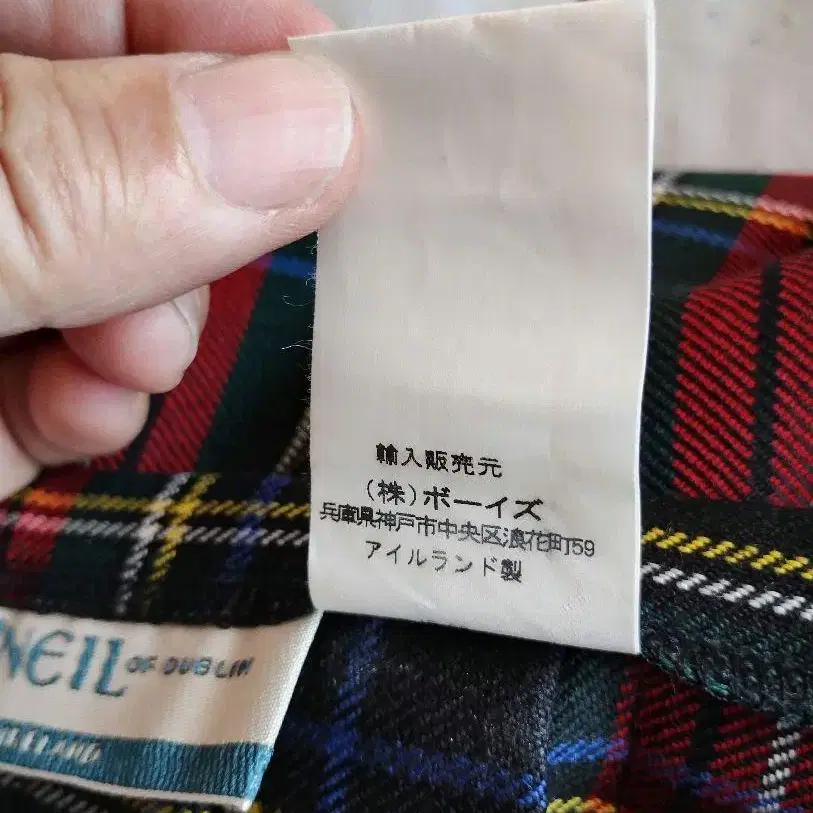 輸入販売元
(株)ボーイズ
兵庫県神戸市中央区浪花町59
アイルランド製
NEIL OF DUBLIN